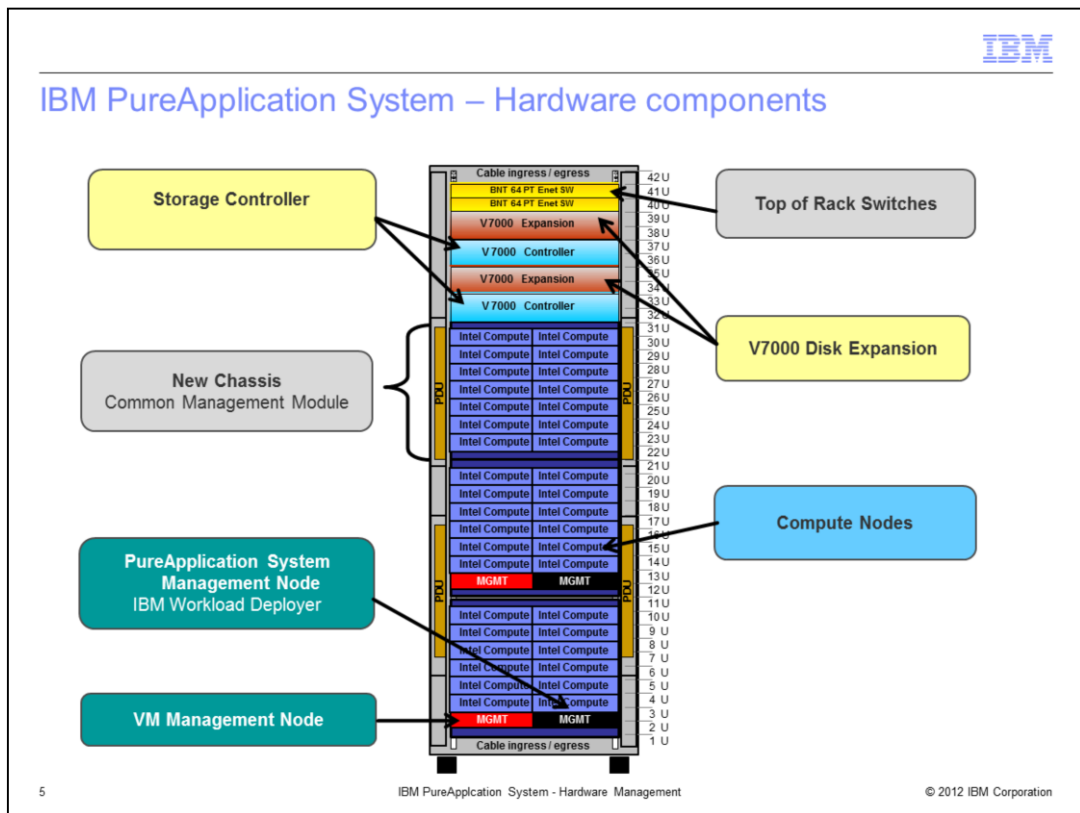 IBM
IBM PureApplication System – Hardware components
Storage Controller
New Chassis
Common Management Module
PureApplication System
Management Node
IBM Workload Deployer
VM Management Node
Cable ingress / egress
BNT 64 PT Enet SW
BNT 64 PT Enet SW
V7000 Expansion
V7000 Controller
V7000 Expansion
V7000 Controller
PDU
PDU
Intel Compute Intel Compute
Intel Compute Intel Compute
Intel Compute Intel Compute
Intel Compute Intel Compute
Intel Compute Intel Compute
Intel Compute Intel Compute
Intel Compute Intel Compute
Intel Compute Intel Compute
Intel Compute Intel Compute
Intel Compute Intel Compute
Intel Compute Intel Compute
Intel Compute Intel Compute
Intel Compute Intel Compute
MGMT MGMT
PDU
PDU
Intel Compute Intel Compute
Intel Compute Intel Compute
Intel Compute Intel Compute
Intel Compute Intel Compute
Intel Compute Intel Compute
Intel Compute Intel Compute
MGMT MGMT
Cable ingress / egress
42 U
41 U
40 U
39 U
38 U
37 U
36 U
35 U
34 U
33 U
32 U
31 U
30 U
29 U
28 U
27 U
26 U
25 U
24 U
23 U
22 U
21 U
20 U
19 U
18 U
17 U
16 U
15 U
14 U
13 U
12 U
11 U
10 U
9 U
8 U
7 U
6 U
5 U
4 U
3 U
2 U
1 U
Top of Rack Switches
V7000 Disk Expansion
Compute Nodes
5
IBM PureApplcation System - Hardware Management
© 2012 IBM Corporation